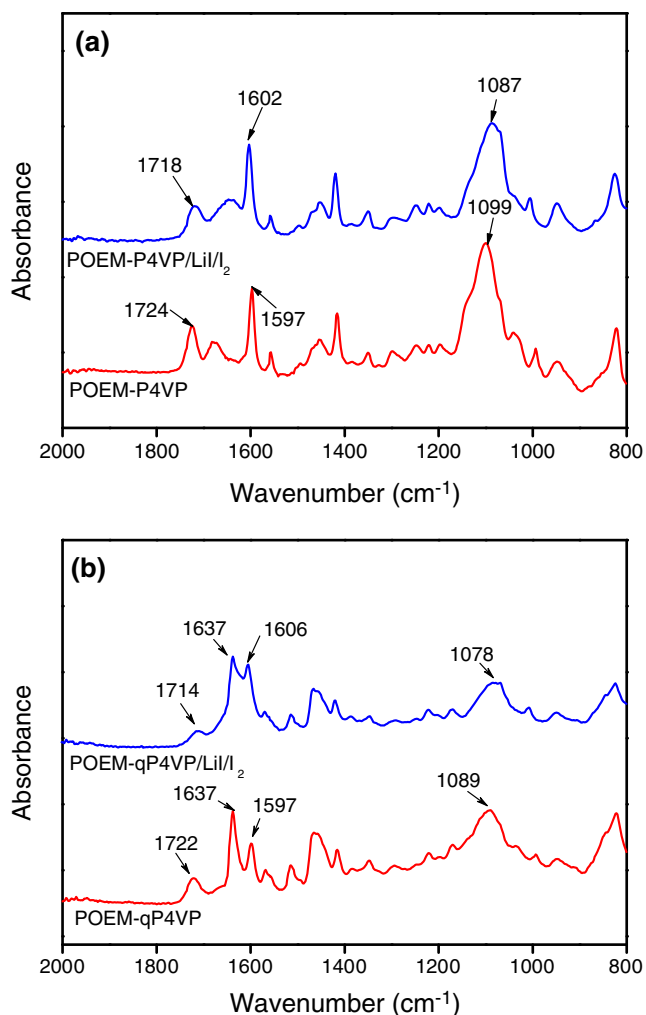 (a)
1602
1087
1718
POEM-P4VP/LiI/I2
1099
1724
1597
POEM-P4VP
Absorbance
2000 1800 1600 1400 1200 1000 800
Wavenumber (cm-1)
(b)
1637 1606
1714
1078
POEM-qP4VP/LiI/I2
1637
1597
1089
1722
POEM-qP4VP
Absorbance
2000 1800 1600 1400 1200 1000 800
Wavenumber (cm-1)